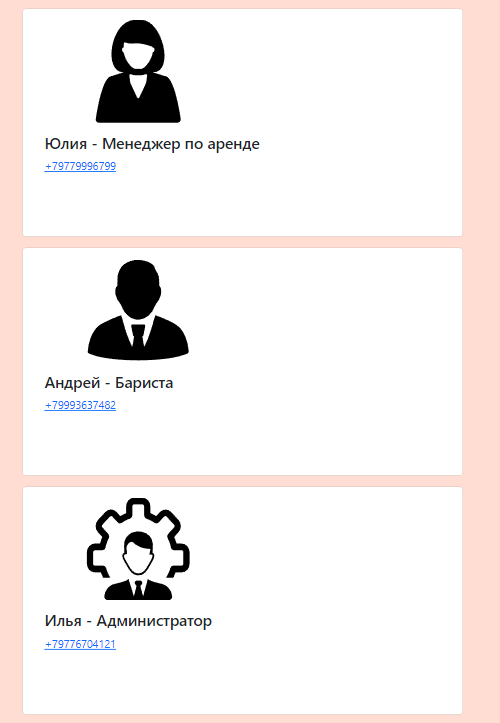 Юлия - Менеджер по аренде
+79779996799
Андрей - Бариста
+79993637482
Илья - Администратор
+79776704121